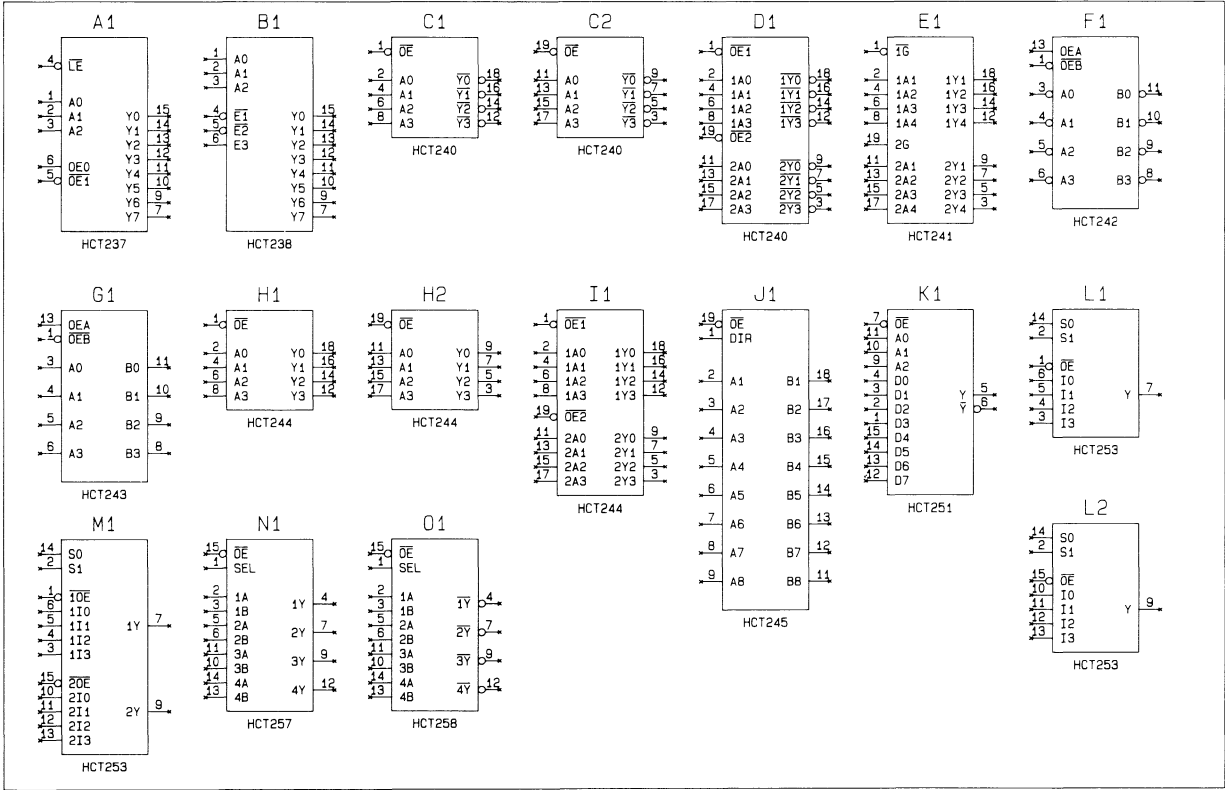 A1
4 LE
1 A0
2 A1
3 A2
6 OE0
5 OE1
Y0 15
Y1 14
Y2 13
Y3 12
Y4 11
Y5 10
Y6 9
Y7 7
HCT237
B1
1 A0
2 A1
3 A2
4 E1
5 E2
6 E3
Y0 15
Y1 14
Y2 13
Y3 12
Y4 11
Y5 10
Y6 9
Y7 7
HCT238
C1
1 OE
2 A0 Y0 18
4 A1 Y1 16
6 A2 Y2 14
8 A3 Y3 12
HCT240
C2
19 OE
11 A0 Y0 9
13 A1 Y1 7
15 A2 Y2 5
17 A3 Y3 3
HCT240
D1
1 OE1
2 1A0 1Y0 18
4 1A1 1Y1 16
6 1A2 1Y2 14
8 1A3 1Y3 12
19 OE2
11 2A0 2Y0 9
13 2A1 2Y1 7
15 2A2 2Y2 5
17 2A3 2Y3 3
HCT240
E1
1 1G
2 1A1 1Y1 18
4 1A2 1Y2 16
6 1A3 1Y3 14
8 1A4 1Y4 12
19 2G
11 2A1 2Y1 9
13 2A2 2Y2 7
15 2A3 2Y3 5
17 2A4 2Y4 3
HCT241
F1
13 OEA
1 OEB
3 A0 B0 11
4 A1 B1 10
5 A2 B2 9
6 A3 B3 8
HCT242
G1
13 OEA
1 OEB
3 A0 B0 11
4 A1 B1 10
5 A2 B2 9
6 A3 B3 8
HCT243
H1
1 OE
2 A0 Y0 18
4 A1 Y1 16
6 A2 Y2 14
8 A3 Y3 12
HCT244
H2
19 OE
11 A0 Y0 9
13 A1 Y1 7
15 A2 Y2 5
17 A3 Y3 3
HCT244
I1
1 OE1
2 1A0 1Y0 18
4 1A1 1Y1 16
6 1A2 1Y2 14
8 1A3 1Y3 12
19 OE2
11 2A0 2Y0 9
13 2A1 2Y1 7
15 2A2 2Y2 5
17 2A3 2Y3 3
HCT244
J1
19 OE
1 DIR
2 A1 B1 18
3 A2 B2 17
4 A3 B3 16
5 A4 B4 15
6 A5 B5 14
7 A6 B6 13
8 A7 B7 12
9 A8 B8 11
HCT245
K1
7 OE
11 A0
10 A1
9 A2
4 D0
3 D1 Y 5
2 D2 Y 6
1 D3
15 D4
14 D5
13 D6
12 D7
HCT251
L1
14 S0
2 S1
1 OE
6 I0
5 I1 Y 7
4 I2
3 I3
HCT253
L2
14 S0
2 S1
15 OE
10 I0
11 I1 Y 9
12 I2
13 I3
HCT253
M1
14 S0
2 S1
1 1OE
6 1I0
5 1I1 1Y 7
4 1I2
3 1I3
15 2OE
10 2I0
11 2I1 2Y 9
12 2I2
13 2I3
HCT253
N1
15 OE
1 SEL
2 1A
3 1B 1Y 4
5 2A
6 2B 2Y 7
11 3A
10 3B 3Y 9
14 4A
13 4B 4Y 12
HCT257
O1
15 OE
1 SEL
2 1A
3 1B 1Y 4
5 2A
6 2B 2Y 7
11 3A
10 3B 3Y 9
14 4A
13 4B 4Y 12
HCT258